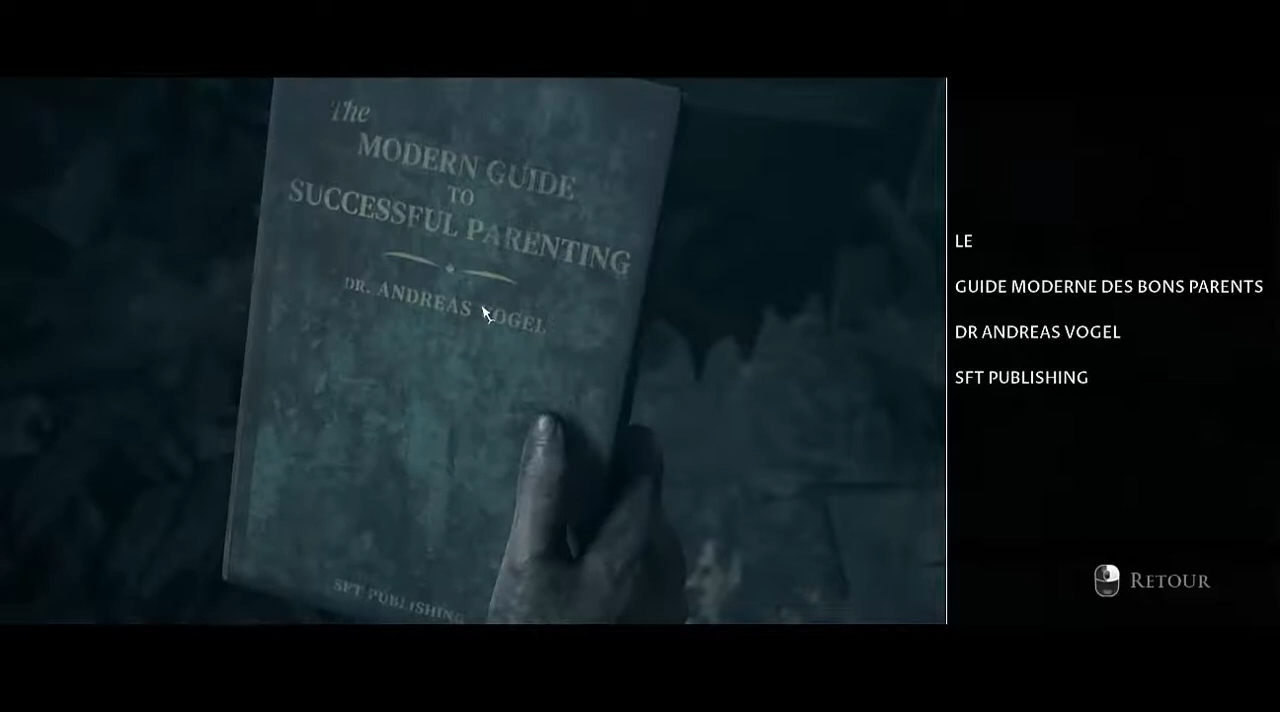 The
MODERN GUIDE
TO
SUCCESSFUL PARENTING
DR. ANDREAS VOGEL
SFT PUBLISHING
LE
GUIDE MODERNE DES BONS PARENTS
DR ANDREAS VOGEL
SFT PUBLISHING
RETOUR